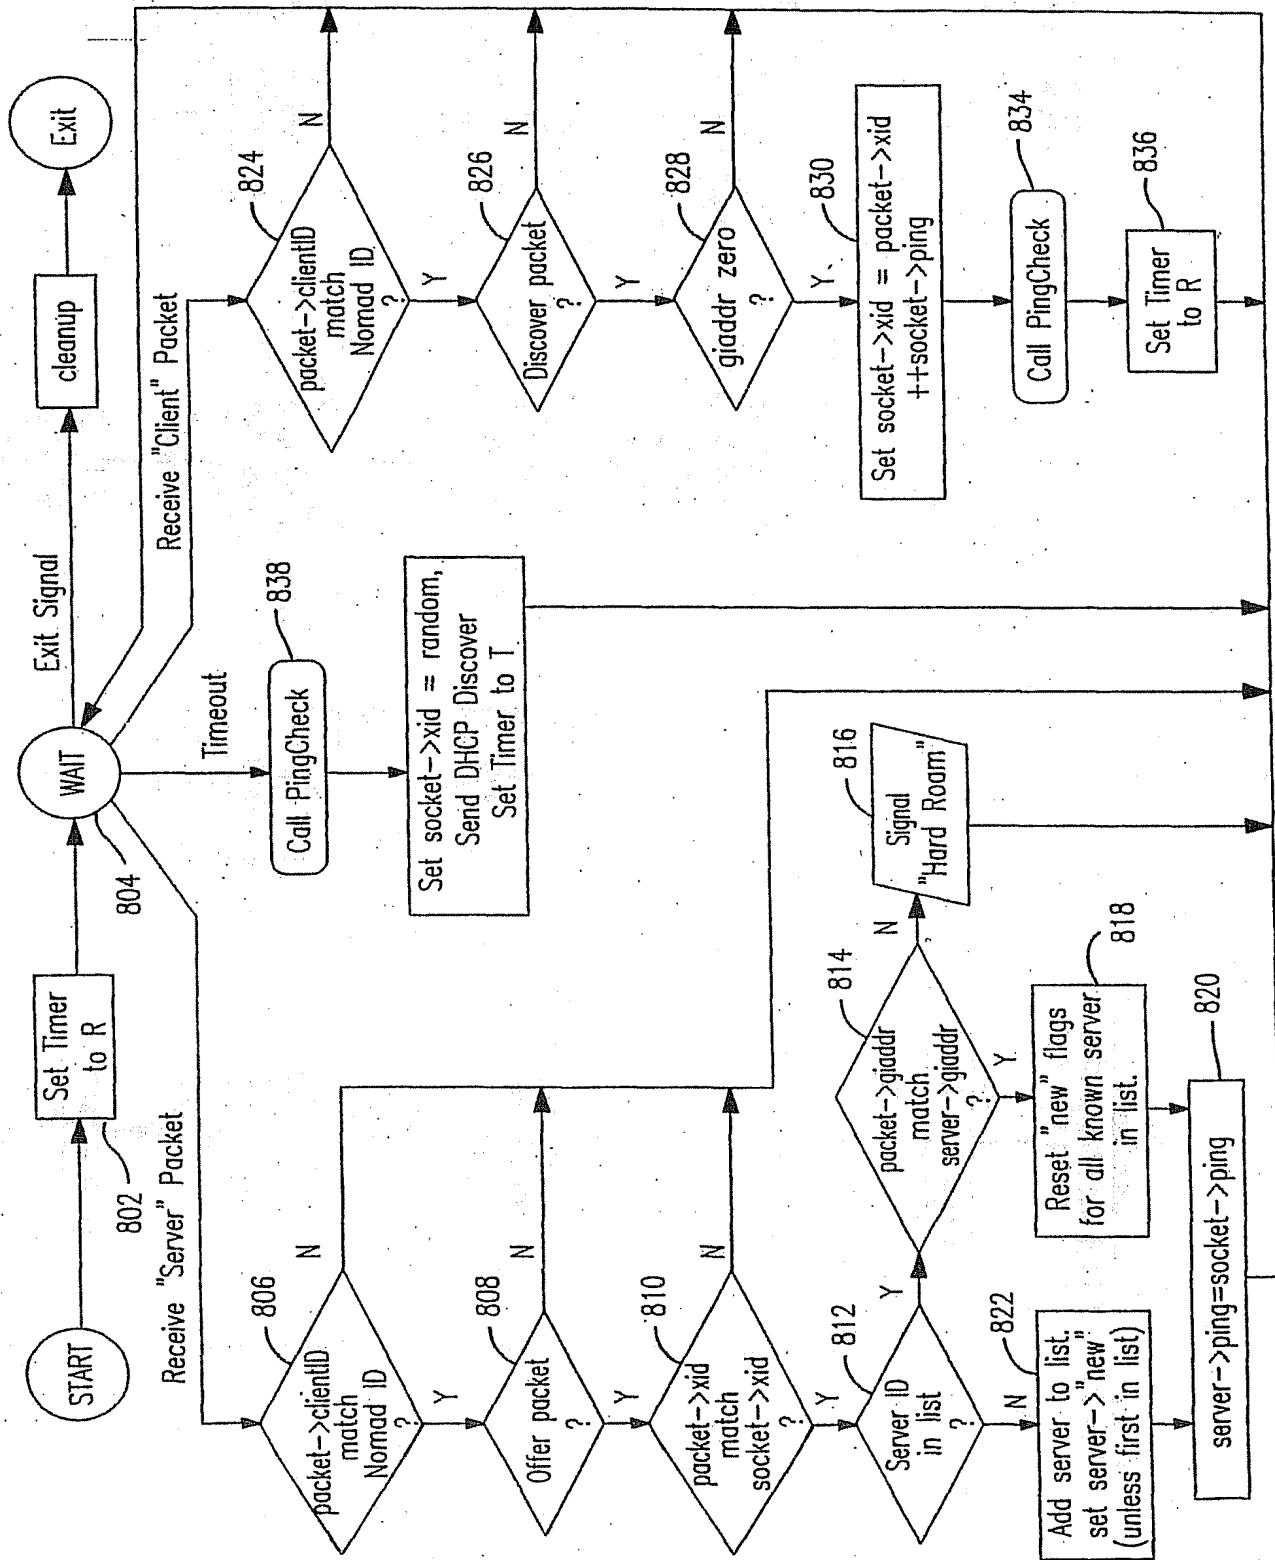 START
Set Timer
to R
802
WAIT
804
Exit Signal
cleanup
Exit
Receive "Server" Packet
806
packet->clientID
match
Nomad ID
?
N
Y
808
Offer packet
?
N
Y
810
packet->xid
match
socket->xid
?
N
Y
812
Server ID
in list
?
Y
N
822
Add server to list.
set server->"new"
(unless first in list)
814
packet->giaddr
match
server->giaddr
?
N
Y
816
Signal
"Hard Roam"
818
Reset "new" flags
for all known server
in list.
820
server->ping=socket->ping
Timeout
838
Call PingCheck
Set socket->xid = random,
Send DHCP Discover
Set Timer to T
Receive "Client" Packet
824
packet->clientID
match
Nomad ID
?
N
Y
826
Discover packet
?
N
Y
828
giaddr zero
?
N
Y
830
Set socket->xid = packet->xid
++socket->ping
834
Call PingCheck
836
Set Timer
to R